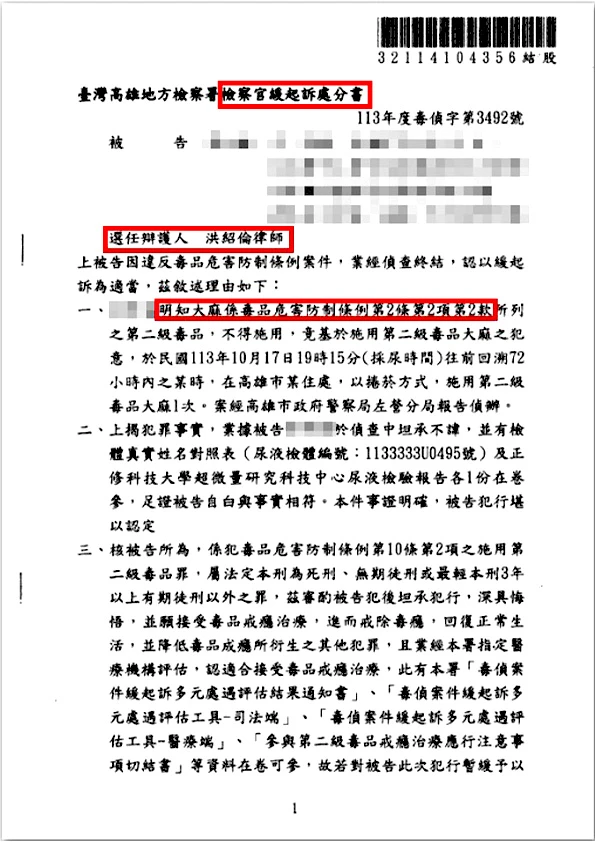 32114104356結股
臺灣高雄地方檢察署檢察官緩起訴處分書
113年度毒偵字第3492號
被　　告
選任辯護人　洪紹倫律師
上被告因違反毒品危害防制條例案件，業經偵查終結，認以緩起
訴為適當，茲敘述理由如下：
一、明知大麻係毒品危害防制條例第2條第2項第2款所列
之第二級毒品，不得施用，竟基於施用第二級毒品大麻之犯
意，於民國113年10月17日19時15分(採尿時間)往前回溯72
小時內之某時，在高雄市某住處，以捲菸方式，施用第二級
毒品大麻1次。案經高雄市政府警察局左營分局報告偵辦。
二、上揭犯罪事實，業據被告於偵查中坦承不諱，並有檢
體真實姓名對照表（尿液檢體編號：1133333U0495號）及正
修科技大學超微量研究科技中心尿液檢驗報告各1份在卷
參，足證被告自白與事實相符。本件事證明確，被告犯行堪
以認定
三、核被告所為，係犯毒品危害防制條例第10條第2項之施用第
二級毒品罪，屬法定本刑為死刑、無期徒刑或最輕本刑3年
以上有期徒刑以外之罪，茲審酌被告犯後坦承犯行，深具悔
悟，並願接受毒品戒癮治療，進而戒除毒癮，回復正常生
活，並降低毒品成癮所衍生之其他犯罪，且業經本署指定醫
療機構評估，認適合接受毒品戒癮治療，此有本署「毒偵案
件緩起訴多元處遇評估結果通知書」、「毒偵案件緩起訴多
元處遇評估工具-司法端」、「毒偵案件緩起訴多元處遇評
估工具-醫療端」、「參與第二級毒品戒癮治療應行注意事
項切結書」等資料在卷可參，故若對被告此次犯行暫緩予以
1